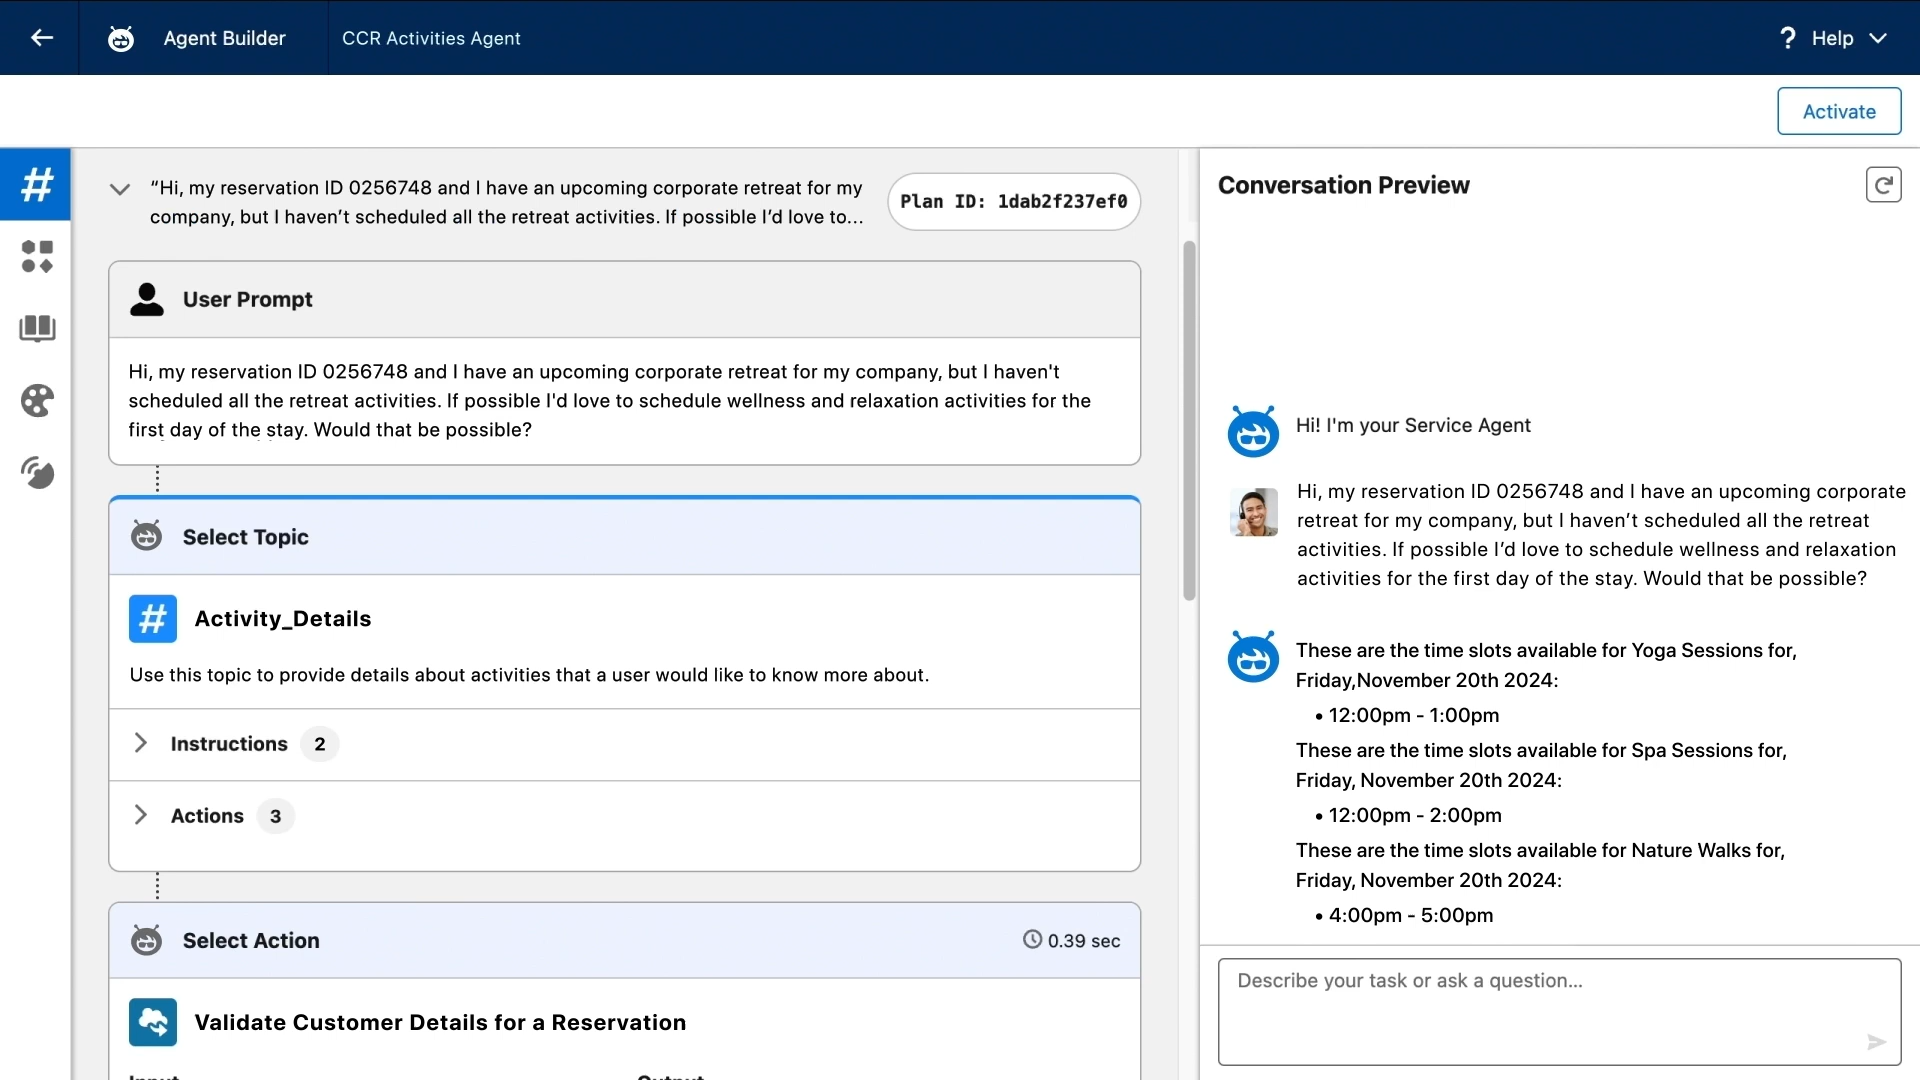 Agent Builder
CCR Activities Agent
? Help
Activate
#
“Hi, my reservation ID 0256748 and I have an upcoming corporate retreat for my
company, but I haven’t scheduled all the retreat activities. If possible I’d love to...
Plan ID: 1dab2f237ef0
User Prompt
Hi, my reservation ID 0256748 and I have an upcoming corporate retreat for my company, but I haven't
scheduled all the retreat activities. If possible I'd love to schedule wellness and relaxation activities for the
first day of the stay. Would that be possible?
Select Topic
# Activity_Details
Use this topic to provide details about activities that a user would like to know more about.
Instructions 2
Actions 3
Select Action
0.39 sec
Validate Customer Details for a Reservation
Input
Output
Conversation Preview
Hi! I'm your Service Agent
Hi, my reservation ID 0256748 and I have an upcoming corporate
retreat for my company, but I haven’t scheduled all the retreat
activities. If possible I’d love to schedule wellness and relaxation
activities for the first day of the stay. Would that be possible?
These are the time slots available for Yoga Sessions for,
Friday,November 20th 2024:
• 12:00pm - 1:00pm
These are the time slots available for Spa Sessions for,
Friday, November 20th 2024:
• 12:00pm - 2:00pm
These are the time slots available for Nature Walks for,
Friday, November 20th 2024:
• 4:00pm - 5:00pm
Describe your task or ask a question...